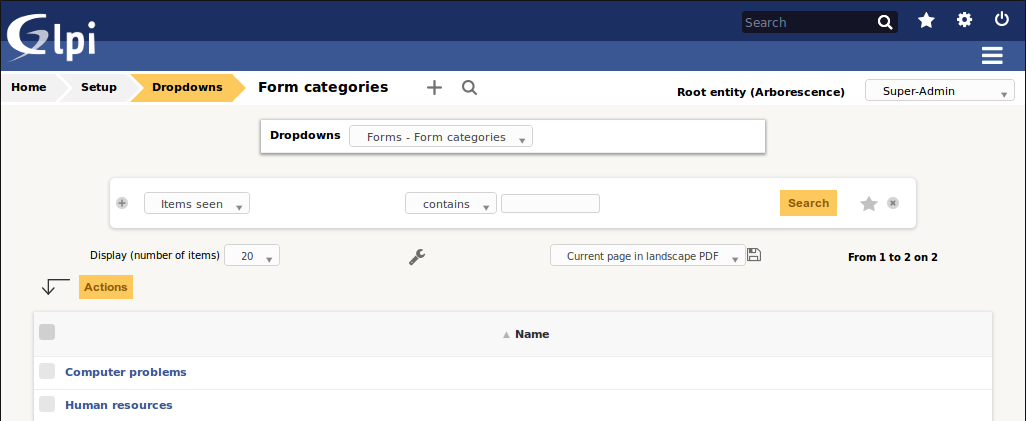 Glpi
Search
Home Setup Dropdowns Form categories Root entity (Arborescence) Super-Admin
Dropdowns Forms - Form categories
Items seen contains Search
Display (number of items) 20 Current page in landscape PDF From 1 to 2 on 2
Actions
Name
Computer problems
Human resources